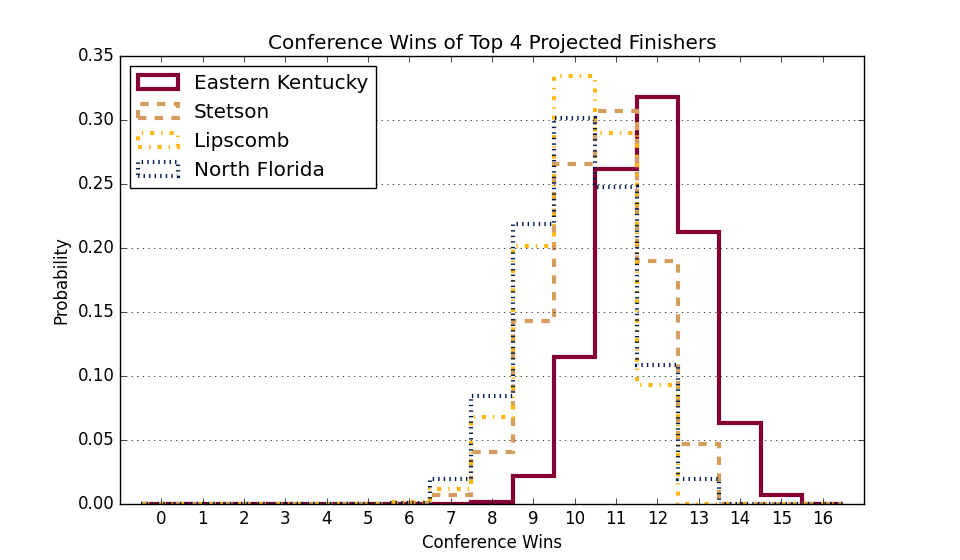 Conference Wins of Top 4 Projected Finishers
0.35
0.30
0.25
0.20
0.15
0.10
0.05
0.00
Probability
Eastern Kentucky
Stetson
Lipscomb
North Florida
0 1 2 3 4 5 6 7 8 9 10 11 12 13 14 15 16
Conference Wins